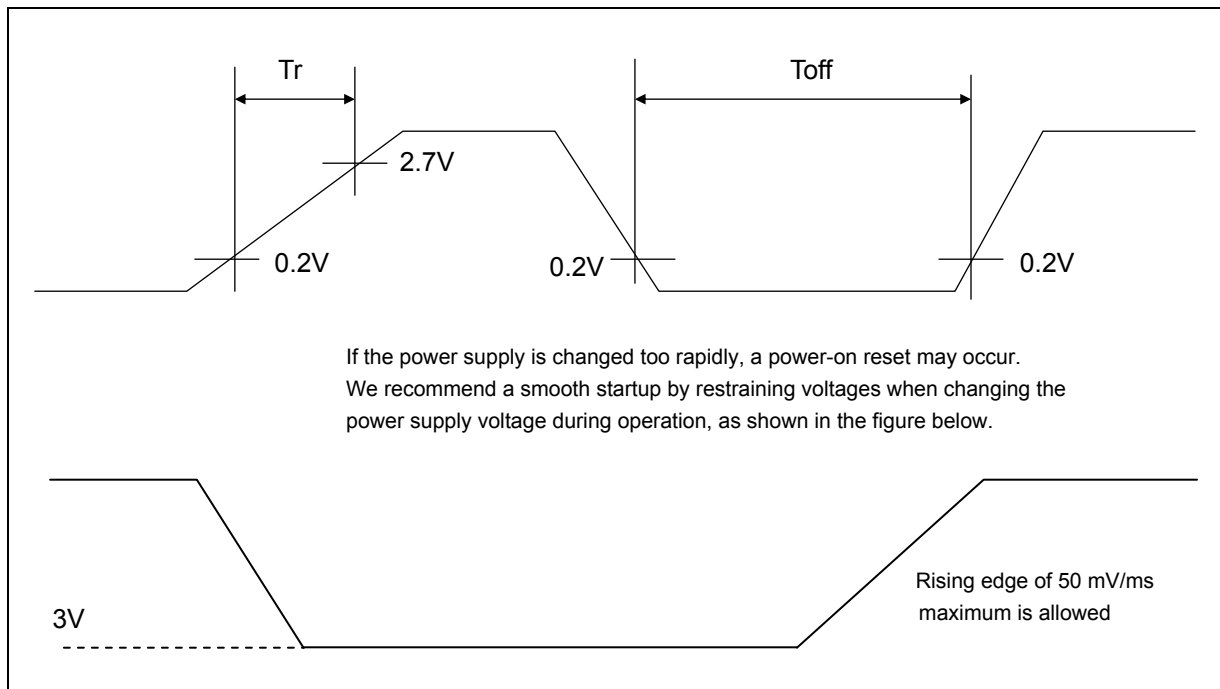 Tr
Toff
2.7V
0.2V
0.2V
0.2V
If the power supply is changed too rapidly, a power-on reset may occur.
We recommend a smooth startup by restraining voltages when changing the
power supply voltage during operation, as shown in the figure below.
Rising edge of 50 mV/ms
maximum is allowed
3V